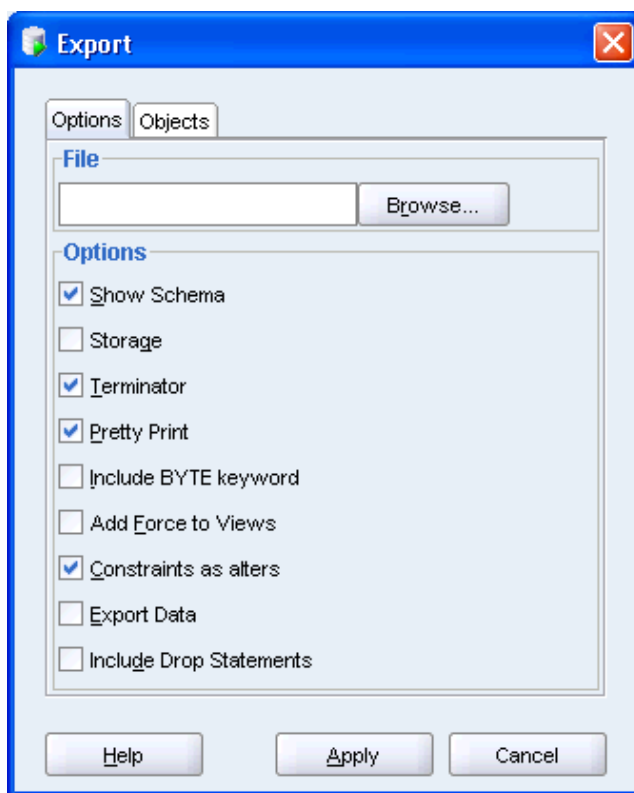 Export
Options Objects
File
Browse...
Options
Show Schema
Storage
Terminator
Pretty Print
Include BYTE keyword
Add Force to Views
Constraints as alters
Export Data
Include Drop Statements
Help Apply Cancel